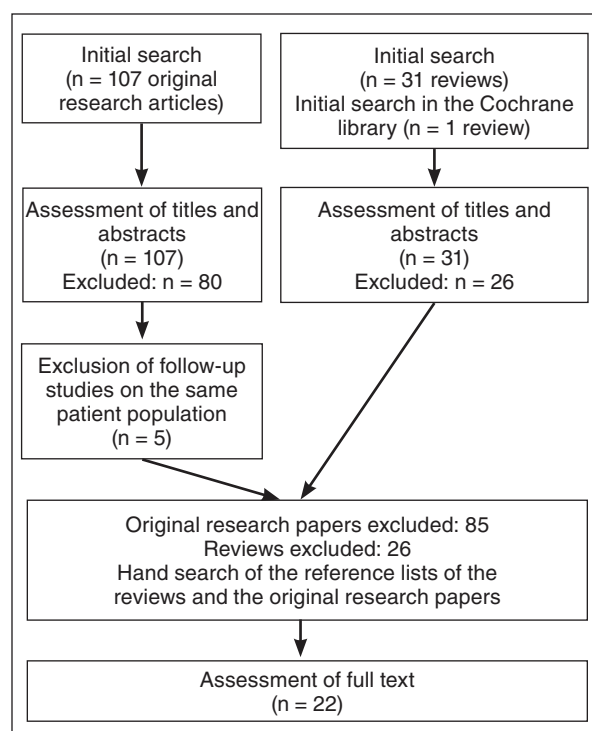 Initial search
(n = 107 original
research articles)
Initial search
(n = 31 reviews)
Initial search in the Cochrane
library (n = 1 review)
Assessment of titles and
abstracts
(n = 107)
Excluded: n = 80
Assessment of titles and
abstracts
(n = 31)
Excluded: n = 26
Exclusion of follow-up
studies on the same
patient population
(n = 5)
Original research papers excluded: 85
Reviews excluded: 26
Hand search of the reference lists of the
reviews and the original research papers
Assessment of full text
(n = 22)